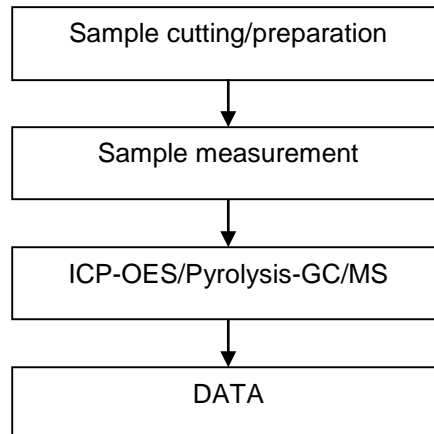 Sample cutting/preparation
Sample measurement
ICP-OES/Pyrolysis-GC/MS
DATA